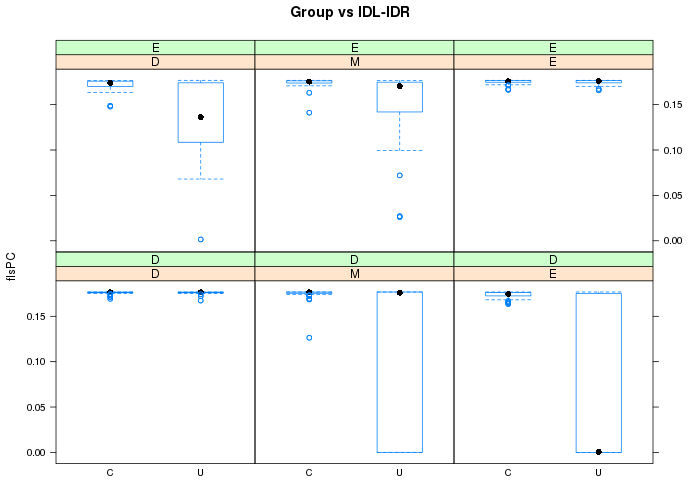 Group vs IDL-IDR
E E E
D M E
0.15
0.10
0.05
0.00
flsPC
D D D
D M E
0.15
0.10
0.05
0.00
C U C U C U